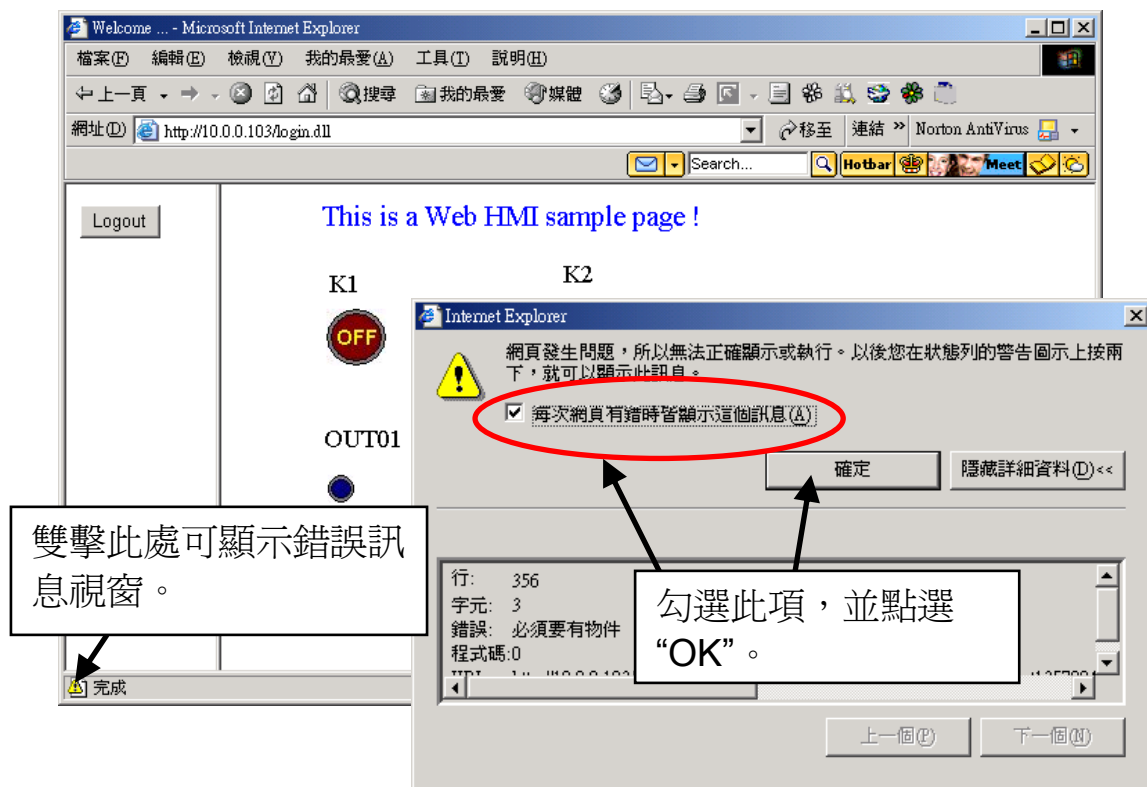 Welcome ... - Microsoft Internet Explorer
檔案(F) 編輯(E) 檢視(V) 我的最愛(A) 工具(T) 說明(H)
上一頁 搜尋 我的最愛 媒體
網址(D) http://10.0.0.103/login.dll 移至 連結 » Norton AntiVirus
Search... Hotbar Meet
Logout
This is a Web HMI sample page !
K1
K2
OFF
OUT01
Internet Explorer
網頁發生問題，所以無法正確顯示或執行。以後您在狀態列的警告圖示上按兩
下，就可以顯示此訊息。
每次網頁有錯時皆顯示這個訊息(A)
確定
隱藏詳細資料(D)<<
雙擊此處可顯示錯誤訊
息視窗。
行: 356
字元: 3
錯誤: 必須要有物件
程式碼:0
勾選此項，並點選
“OK”。
完成
上一個(P)
下一個(N)